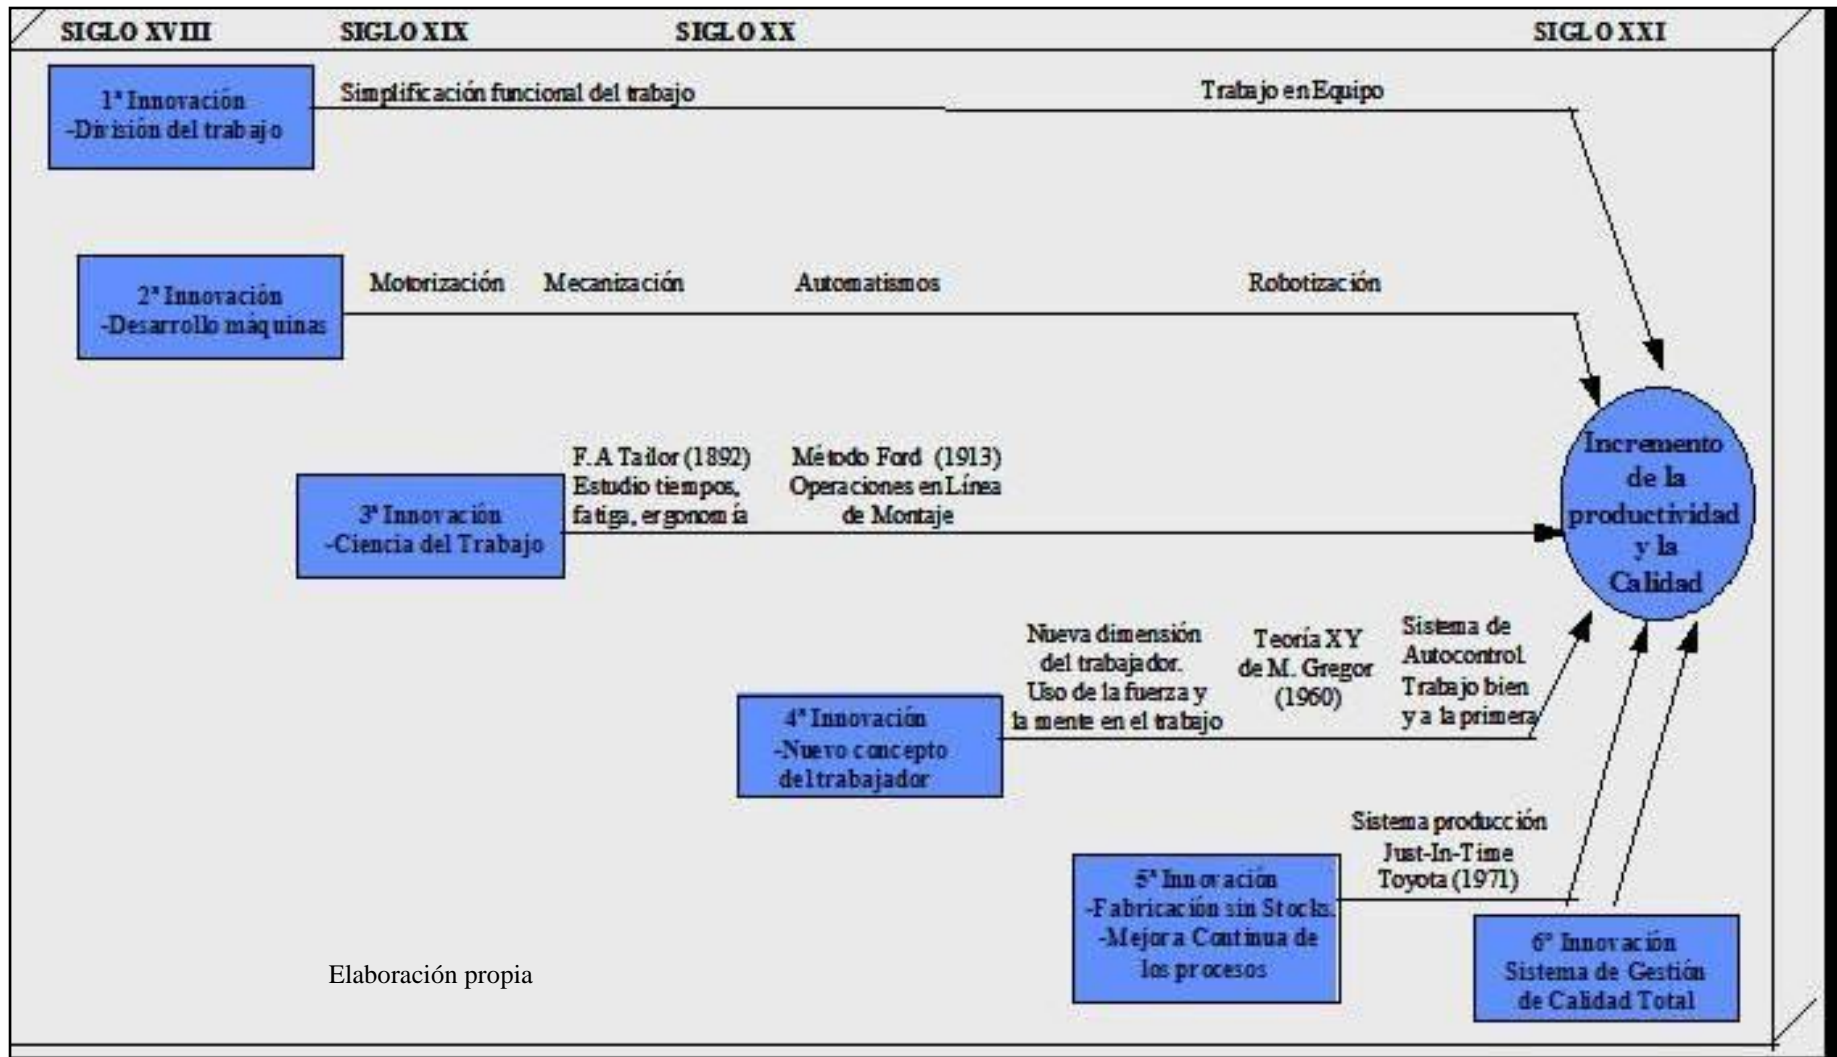 SIGLO XVIII
SIGLO XIX
SIGLO XX
SIGLO XXI
1ª Innovación
-División del trabajo
Simplificación funcional del trabajo
Trabajo en Equipo
2ª Innovación
-Desarrollo máquinas
Motorización
Mecanización
Automatismos
Robotización
3ª Innovación
-Ciencia del Trabajo
F.A Tailor (1892)
Estudio tiempos,
fatiga, ergonomía
Método Ford (1913)
Operaciones en Línea
de Montaje
Incremento
de la
productividad
y la
Calidad
4ª Innovación
-Nuevo concepto
del trabajador
Nueva dimensión
del trabajador.
Uso de la fuerza y
la mente en el trabajo
Teoría XY
de M. Gregor
(1960)
Sistema de
Autocontrol.
Trabajo bien
y a la primera
5ª Innovación
-Fabricación sin Stocks.
-Mejora Continua de
los procesos
Sistema producción
Just-In-Time
Toyota (1971)
6ª Innovación
Sistema de Gestión
de Calidad Total
Elaboración propia